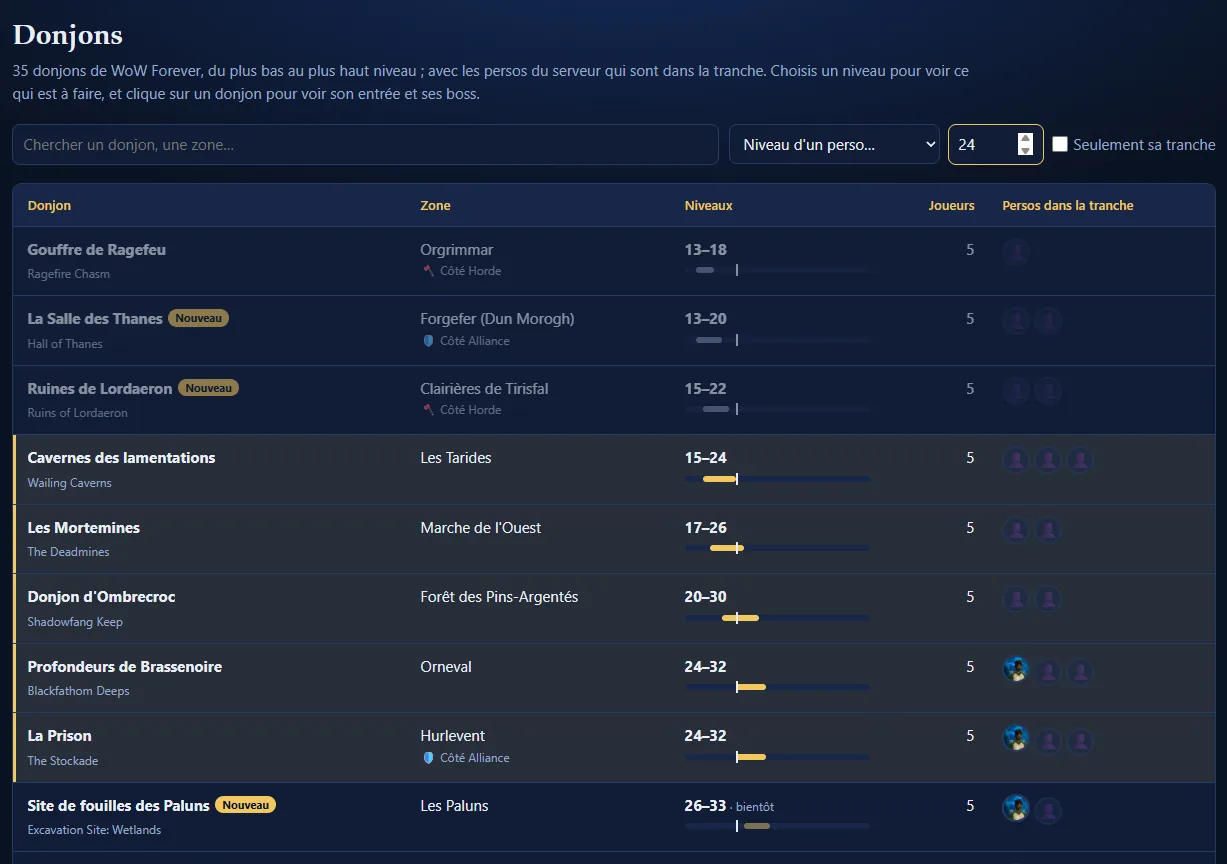 Donjons
35 donjons de WoW Forever, du plus bas au plus haut niveau ; avec les persos du serveur qui sont dans la tranche. Choisis un niveau pour voir ce
qui est à faire, et clique sur un donjon pour voir son entrée et ses boss.
Chercher un donjon, une zone... Niveau d'un perso... 24 Seulement sa tranche
Donjon Zone Niveaux Joueurs Persos dans la tranche
Gouffre de Ragefeu Orgrimmar 13–18 5
Ragefire Chasm Côté Horde
La Salle des Thanes Nouveau Forgefer (Dun Morogh) 13–20 5
Hall of Thanes Côté Alliance
Ruines de Lordaeron Nouveau Clairières de Tirisfal 15–22 5
Ruins of Lordaeron Côté Horde
Cavernes des lamentations Les Tarides 15–24 5
Wailing Caverns
Les Mortemines Marche de l'Ouest 17–26 5
The Deadmines
Donjon d'Ombrecroc Forêt des Pins-Argentés 20–30 5
Shadowfang Keep
Profondeurs de Brassenoire Orneval 24–32 5
Blackfathom Deeps
La Prison Hurlevent 24–32 5
The Stockade Côté Alliance
Site de fouilles des Paluns Nouveau Les Paluns 26–33 · bientôt 5
Excavation Site: Wetlands